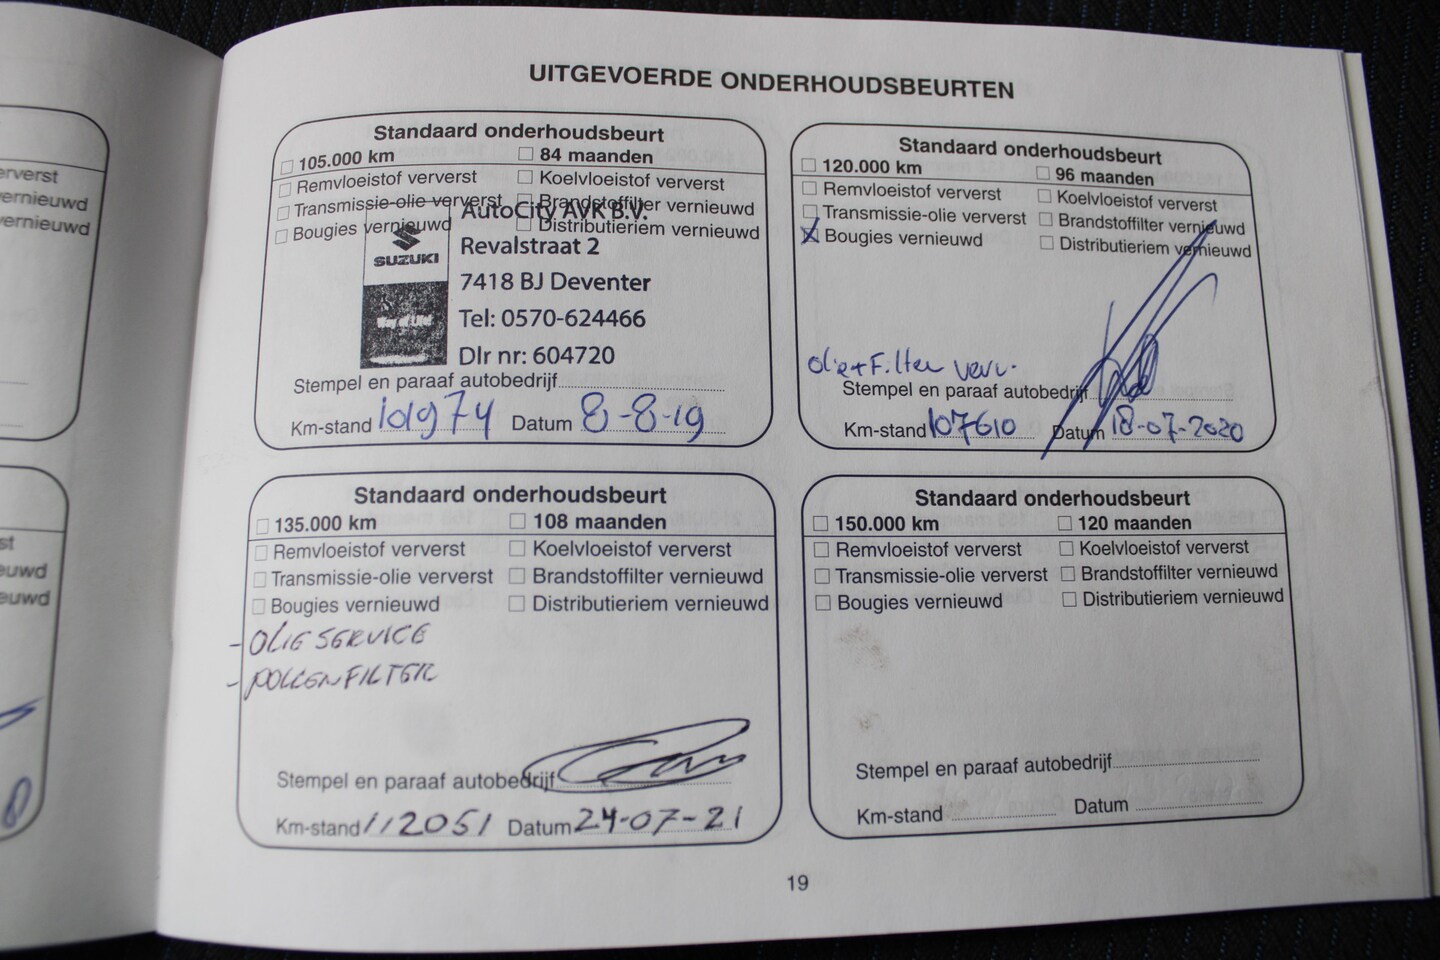 UITGEVOERDE ONDERHOUDSBEURTEN
Standaard onderhoudsbeurt
105.000 km 84 maanden
Remvloeistof ververst Koelvloeistof ververst
Transmissie-olie ververst Brandstoffilter vernieuwd
Bougies vernieuwd Distributieriem vernieuwd
AutoCity AVK B.V.
SUZUKI
Revalstraat 2
7418 BJ Deventer
Way of Life!
Tel: 0570-624466
Dlr nr: 604720
Stempel en paraaf autobedrijf
Km-stand 101974 Datum 8-8-19
Standaard onderhoudsbeurt
120.000 km 96 maanden
Remvloeistof ververst Koelvloeistof ververst
Transmissie-olie ververst Brandstoffilter vernieuwd
X Bougies vernieuwd Distributieriem vernieuwd
olie+Filter verv.
Stempel en paraaf autobedrijf
Km-stand 107610 Datum 18-07-2020
Standaard onderhoudsbeurt
135.000 km 108 maanden
Remvloeistof ververst Koelvloeistof ververst
Transmissie-olie ververst Brandstoffilter vernieuwd
Bougies vernieuwd Distributieriem vernieuwd
- OLIE SERVICE
- POLLENFILTER
Stempel en paraaf autobedrijf
Km-stand 112051 Datum 24-07-21
Standaard onderhoudsbeurt
150.000 km 120 maanden
Remvloeistof ververst Koelvloeistof ververst
Transmissie-olie ververst Brandstoffilter vernieuwd
Bougies vernieuwd Distributieriem vernieuwd
Stempel en paraaf autobedrijf
Km-stand Datum
19